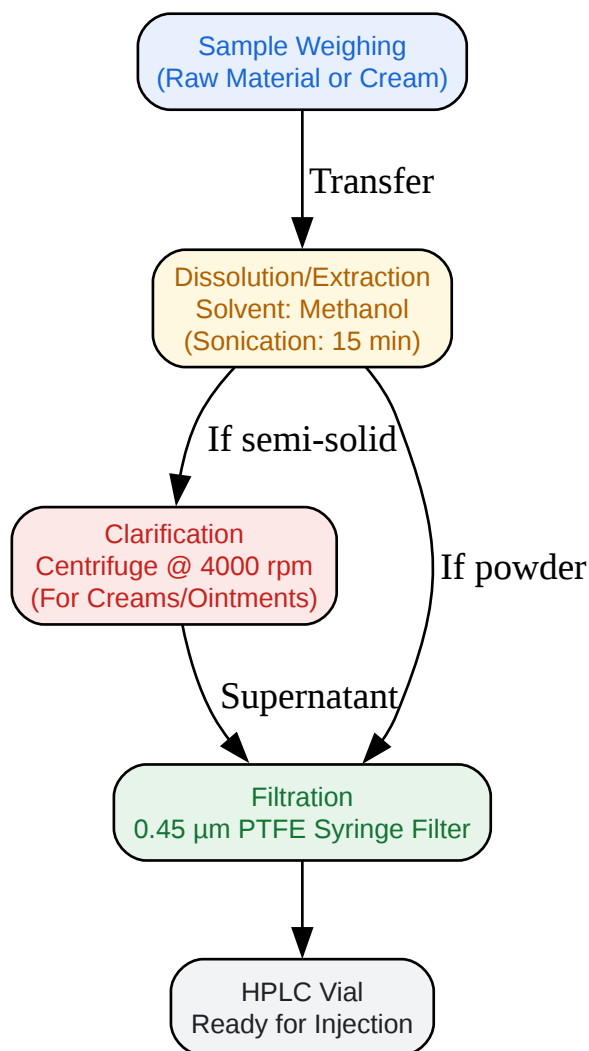 Sample Weighing
(Raw Material or Cream)
Transfer
Dissolution/Extraction
Solvent: Methanol
(Sonication: 15 min)
If semi-solid
Clarification
Centrifuge @ 4000 rpm
(For Creams/Ointments)
If powder
Supernatant
Filtration
0.45 µm PTFE Syringe Filter
HPLC Vial
Ready for Injection